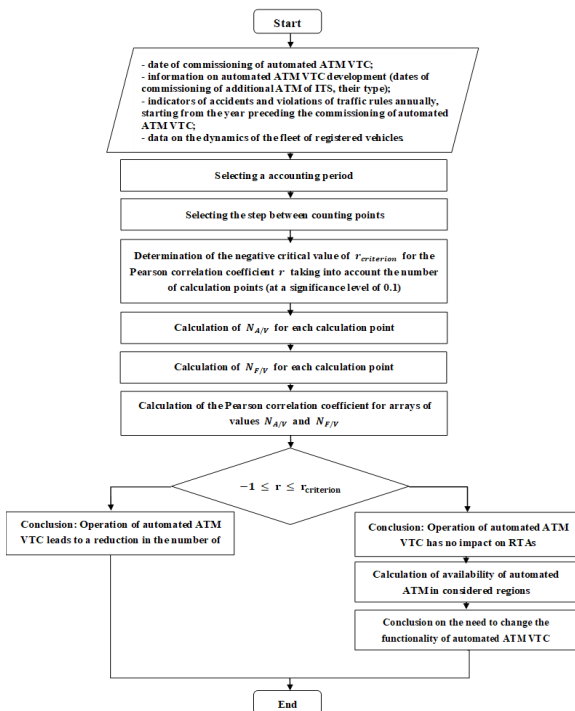 Start
- date of commissioning of automated ATM VTC;
- information on automated ATM VTC development (dates of
commissioning of additional ATM of ITS, their type);
- indicators of accidents and violations of traffic rules annually,
starting from the year preceding the commissioning of automated
ATM VTC;
- data on the dynamics of the fleet of registered vehicles.
Selecting a accounting period
Selecting the step between counting points
Determination of the negative critical value of r_criterion for the
Pearson correlation coefficient r taking into account the number
of calculation points (at a significance level of 0.1)
Calculation of N_A/V for each calculation point
Calculation of N_F/V for each calculation point
Calculation of the Pearson correlation coefficient for arrays of
values N_A/V and N_F/V
−1 ≤ r ≤ r_criterion
Conclusion: Operation of automated ATM
VTC leads to a reduction in the number of
Conclusion: Operation of automated ATM
VTC has no impact on RTAs
Calculation of availability of automated
ATM in considered regions
Conclusion on the need to change the
functionality of automated ATM VTC
End